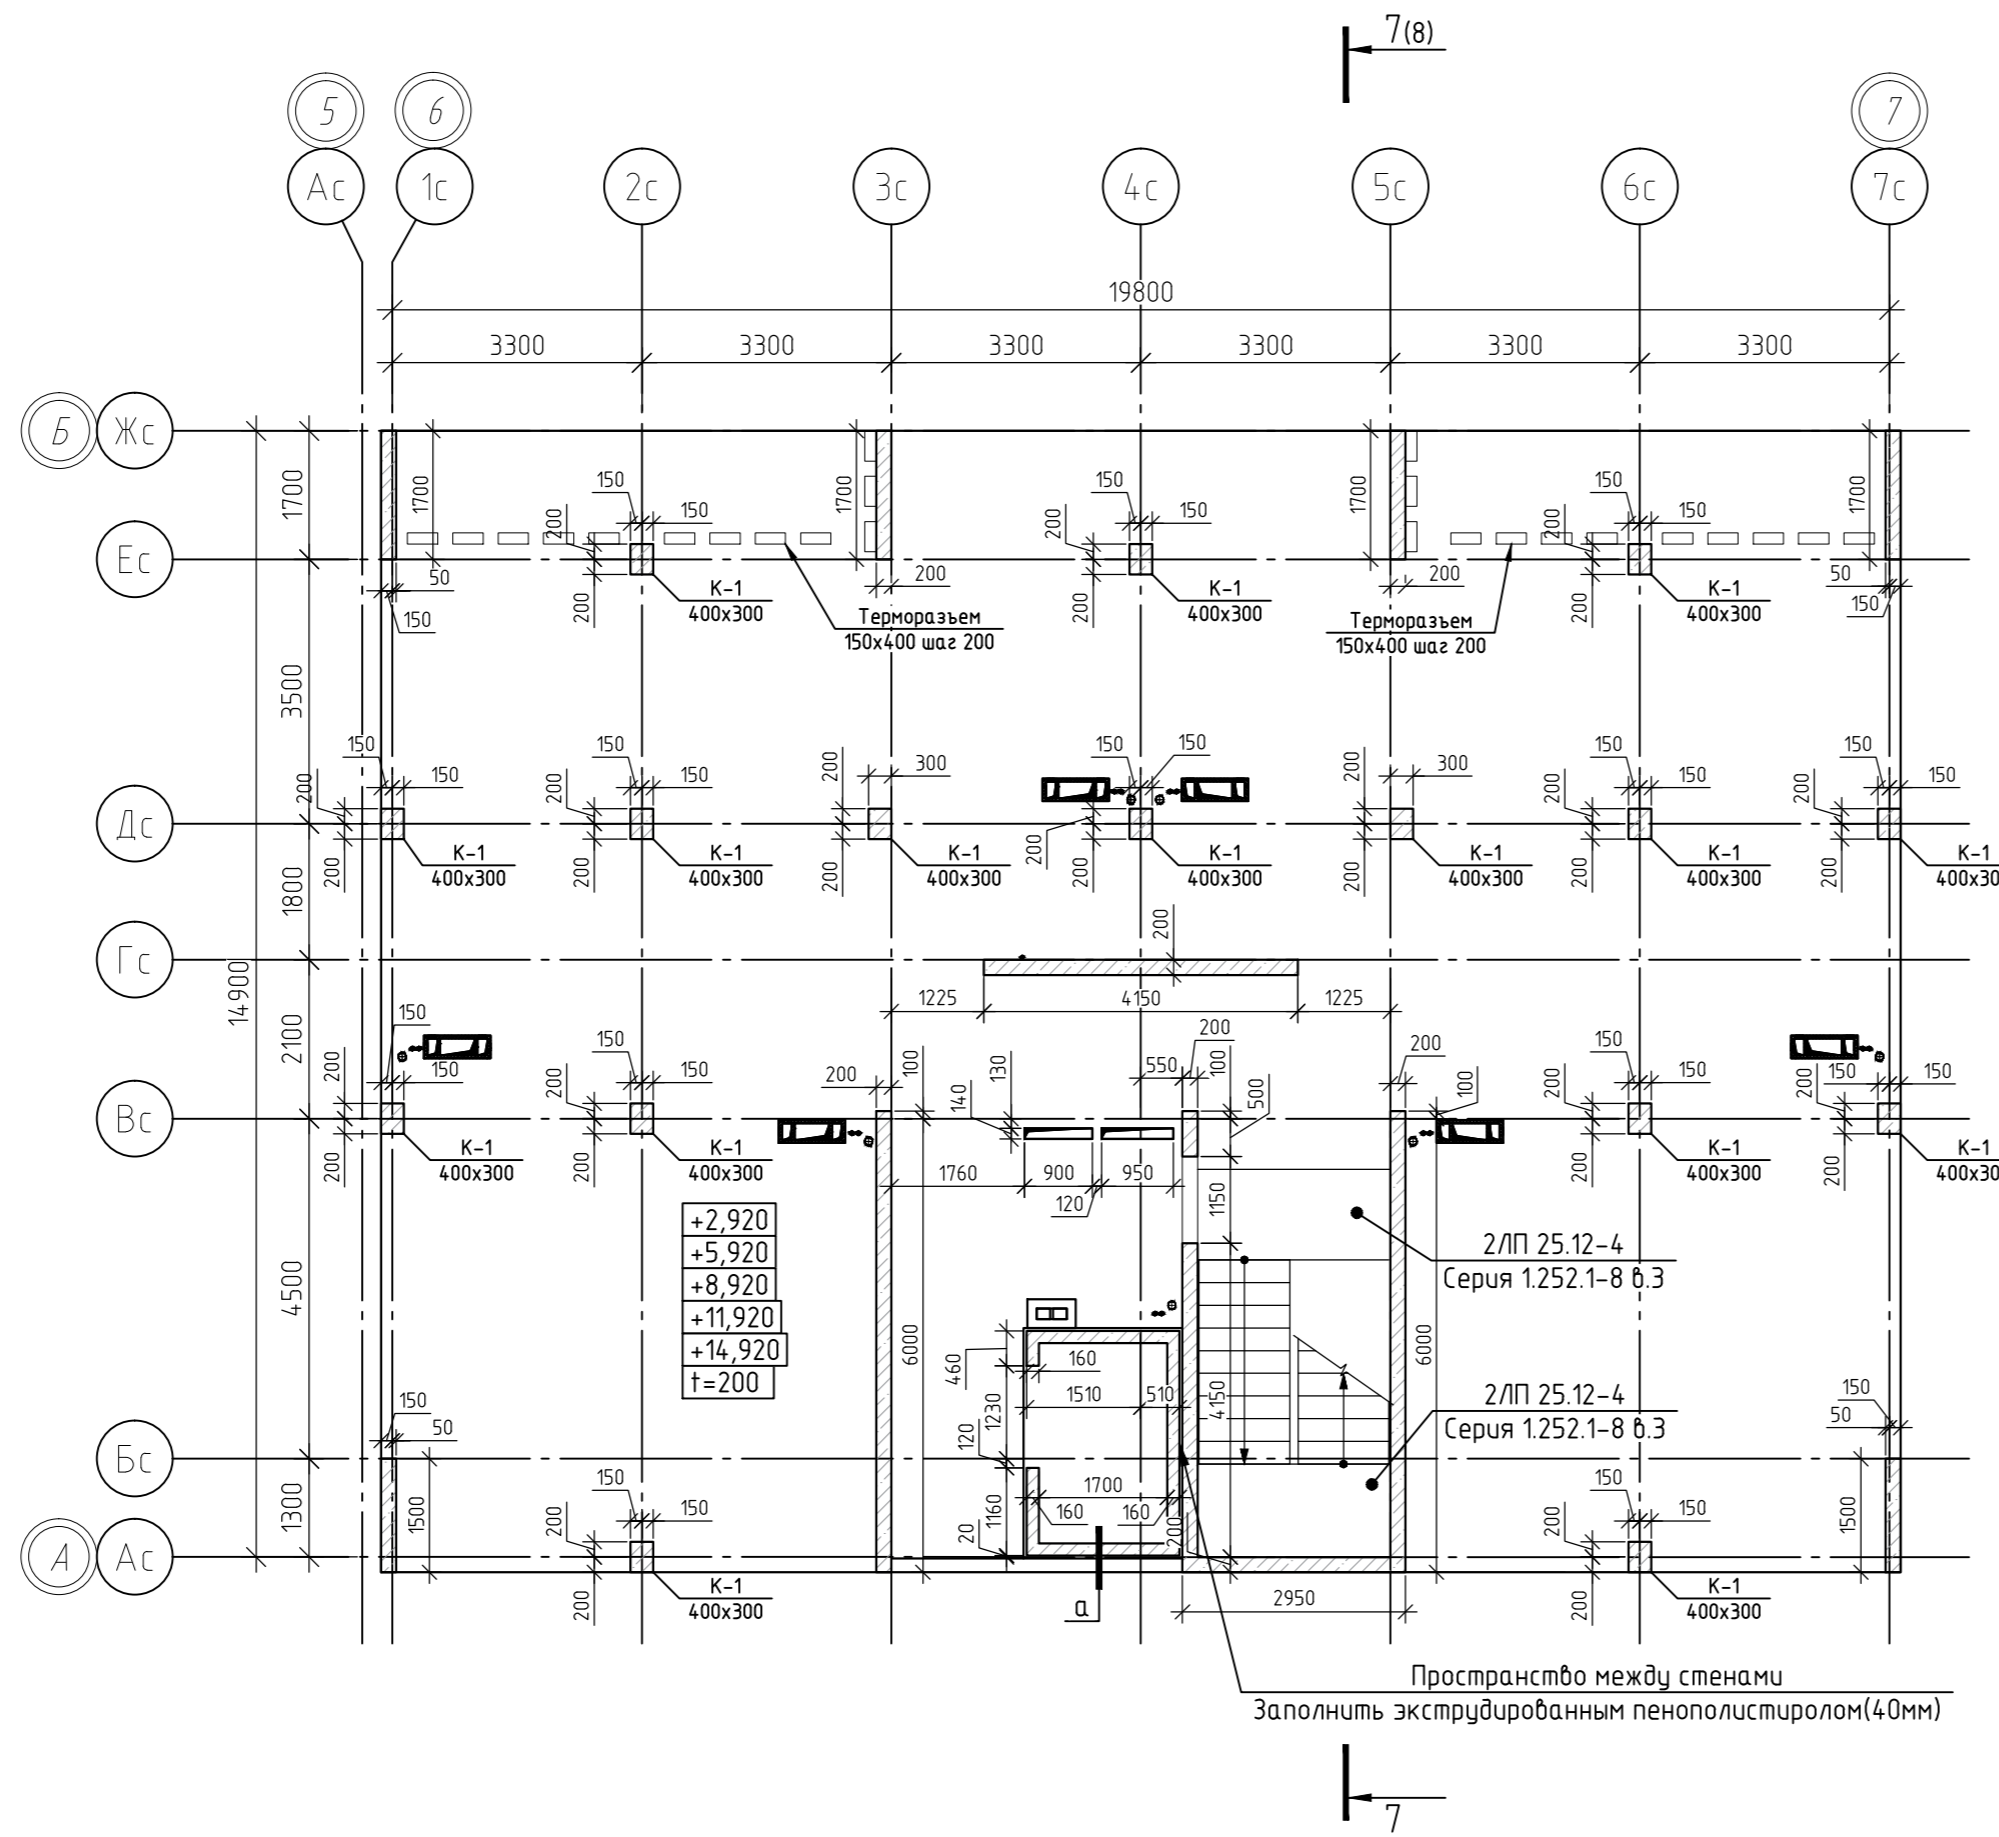 7(8)
5
6
7
Ас
1с
2с
3с
4с
5с
6с
7с
19800
3300
3300
3300
3300
3300
3300
Б
Жс
1700
1700
1700
1700
1700
150
150
150
150
150
150
200
200
200
Ес
50
150
200
200
200
200
200
50
150
К-1
400х300
К-1
400х300
К-1
400х300
Терморазъем
150х400 шаг 200
Терморазъем
150х400 шаг 200
3500
150
150
150
150
300
150
150
300
150
150
150
150
200
200
200
200
200
200
200
Дс
200
200
200
200
200
200
200
200
К-1
400х300
К-1
400х300
К-1
400х300
К-1
400х300
К-1
400х300
К-1
400х300
К-1
400х30
1800
Гс
14900
200
1225
4150
1225
2100
150
150
150
150
200
100
130
140
550
200
100
500
200
100
150
150
150
150
200
200
200
200
Вс
200
200
200
200
К-1
400х300
К-1
400х300
К-1
400х300
К-1
400х30
1760
900
950
120
1150
+2,920
+5,920
+8,920
+11,920
+14,920
t=200
2ЛП 25.12-4
Серия 1.252.1-8 в.3
4500
6000
460
160
1510
510
1230
120
4150
6000
2ЛП 25.12-4
Серия 1.252.1-8 в.3
150
50
150
50
Бс
1300
1500
150
150
200
1160
20
1700
160
160
200
150
150
200
1500
А
Ас
200
К-1
400х300
а
2950
200
К-1
400х300
Пространство между стенами
Заполнить экструдированным пенополистиролом(40мм)
7